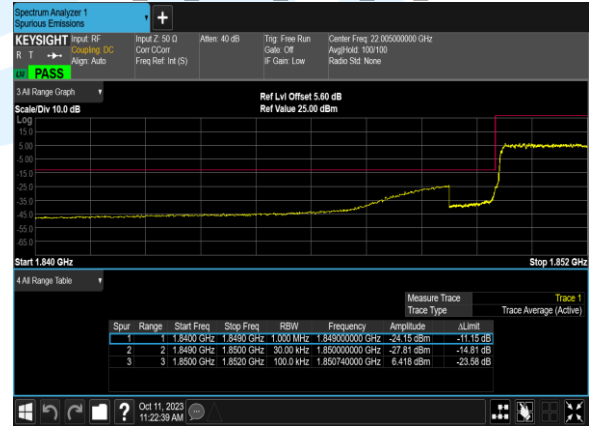 Spectrum Analyzer 1
Spurious Emissions
+
KEYSIGHT Input: RF Input Z: 50 Ω Atten: 40 dB Trig: Free Run Center Freq: 22.005000000 GHz
R T Coupling: DC Corr CCorr Gate: Off Avg|Hold: 100/100
Align: Auto Freq Ref: Int (S) IF Gain: Low Radio Std: None
PASS
3 All Range Graph
Ref Lvl Offset 5.60 dB
Scale/Div 10.0 dB Ref Value 25.00 dBm
Log
15.0
5.00
-5.00
-15.0
-25.0
-35.0
-45.0
-55.0
-65.0
Start 1.840 GHz Stop 1.852 GHz
4 All Range Table
Measure Trace Trace 1
Trace Type Trace Average (Active)
Spur Range Start Freq Stop Freq RBW Frequency Amplitude ΔLimit
1 1 1.8400 GHz 1.8490 GHz 1.000 MHz 1.849000000 GHz -24.15 dBm -11.15 dB
2 2 1.8490 GHz 1.8500 GHz 30.00 kHz 1.850000000 GHz -27.81 dBm -14.81 dB
3 3 1.8500 GHz 1.8520 GHz 100.0 kHz 1.850740000 GHz 6.418 dBm -23.58 dB
?
Oct 11, 2023
11:22:39 AM